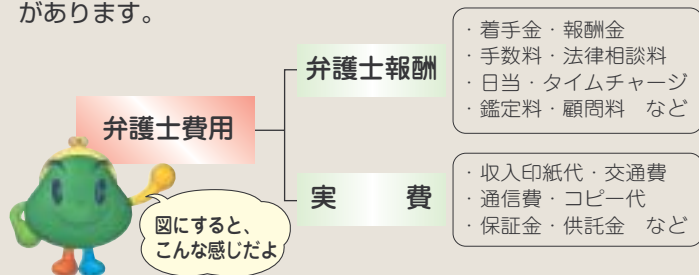 があります。
弁護士費用
弁護士報酬
・着手金・報酬金
・手数料・法律相談料
・日当・タイムチャージ
・鑑定料・顧問料　など
実　　費
・収入印紙代・交通費
・通信費・コピー代
・保証金・供託金　など
図にすると、
こんな感じだよ